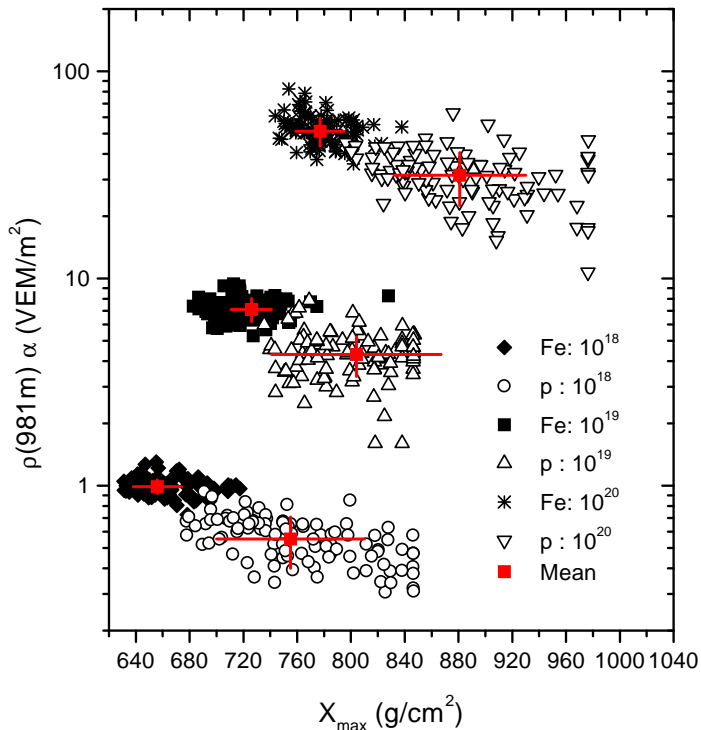 100
10
1
ρ(981m) α (VEM/m²)
Fe: 10¹⁸
p : 10¹⁸
Fe: 10¹⁹
p : 10¹⁹
Fe: 10²⁰
p : 10²⁰
Mean
640 680 720 760 800 840 880 920 960 1000 1040
Xmax (g/cm²)